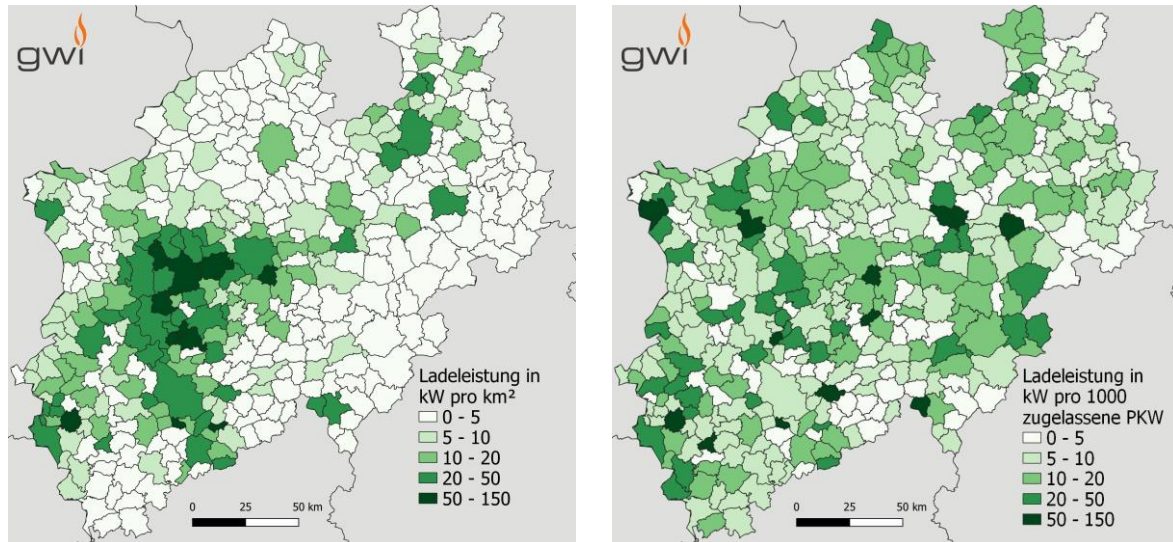 gwi
Ladeleistung in
kW pro km²
0 - 5
5 - 10
10 - 20
20 - 50
50 - 150
0 25 50 km
gwi
Ladeleistung in
kW pro 1000
zugelassene PKW
0 - 5
5 - 10
10 - 20
20 - 50
50 - 150
0 25 50 km